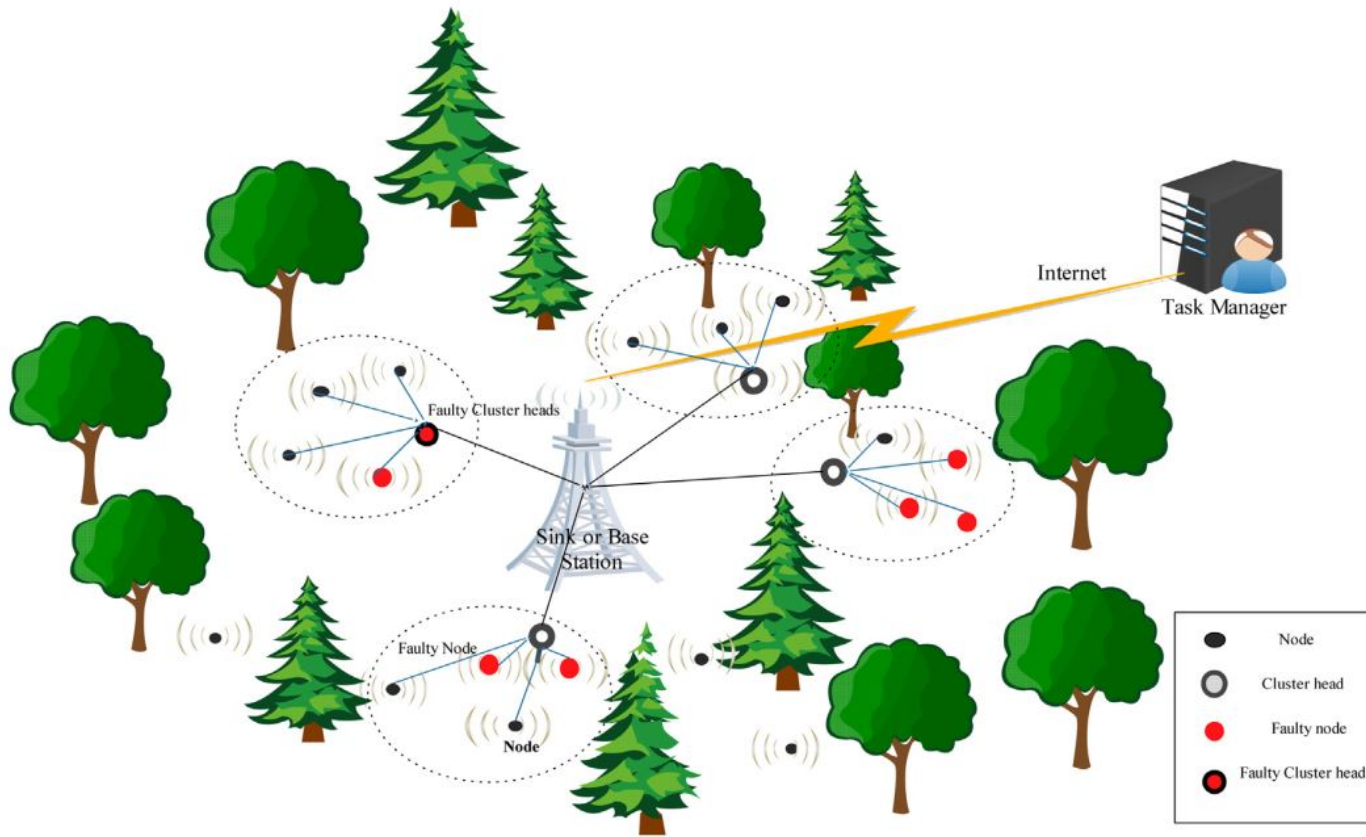 Internet
Task Manager
Faulty Cluster heads
Sink or Base
Station
Faulty Node
Node
Node
Cluster head
Faulty node
Faulty Cluster head